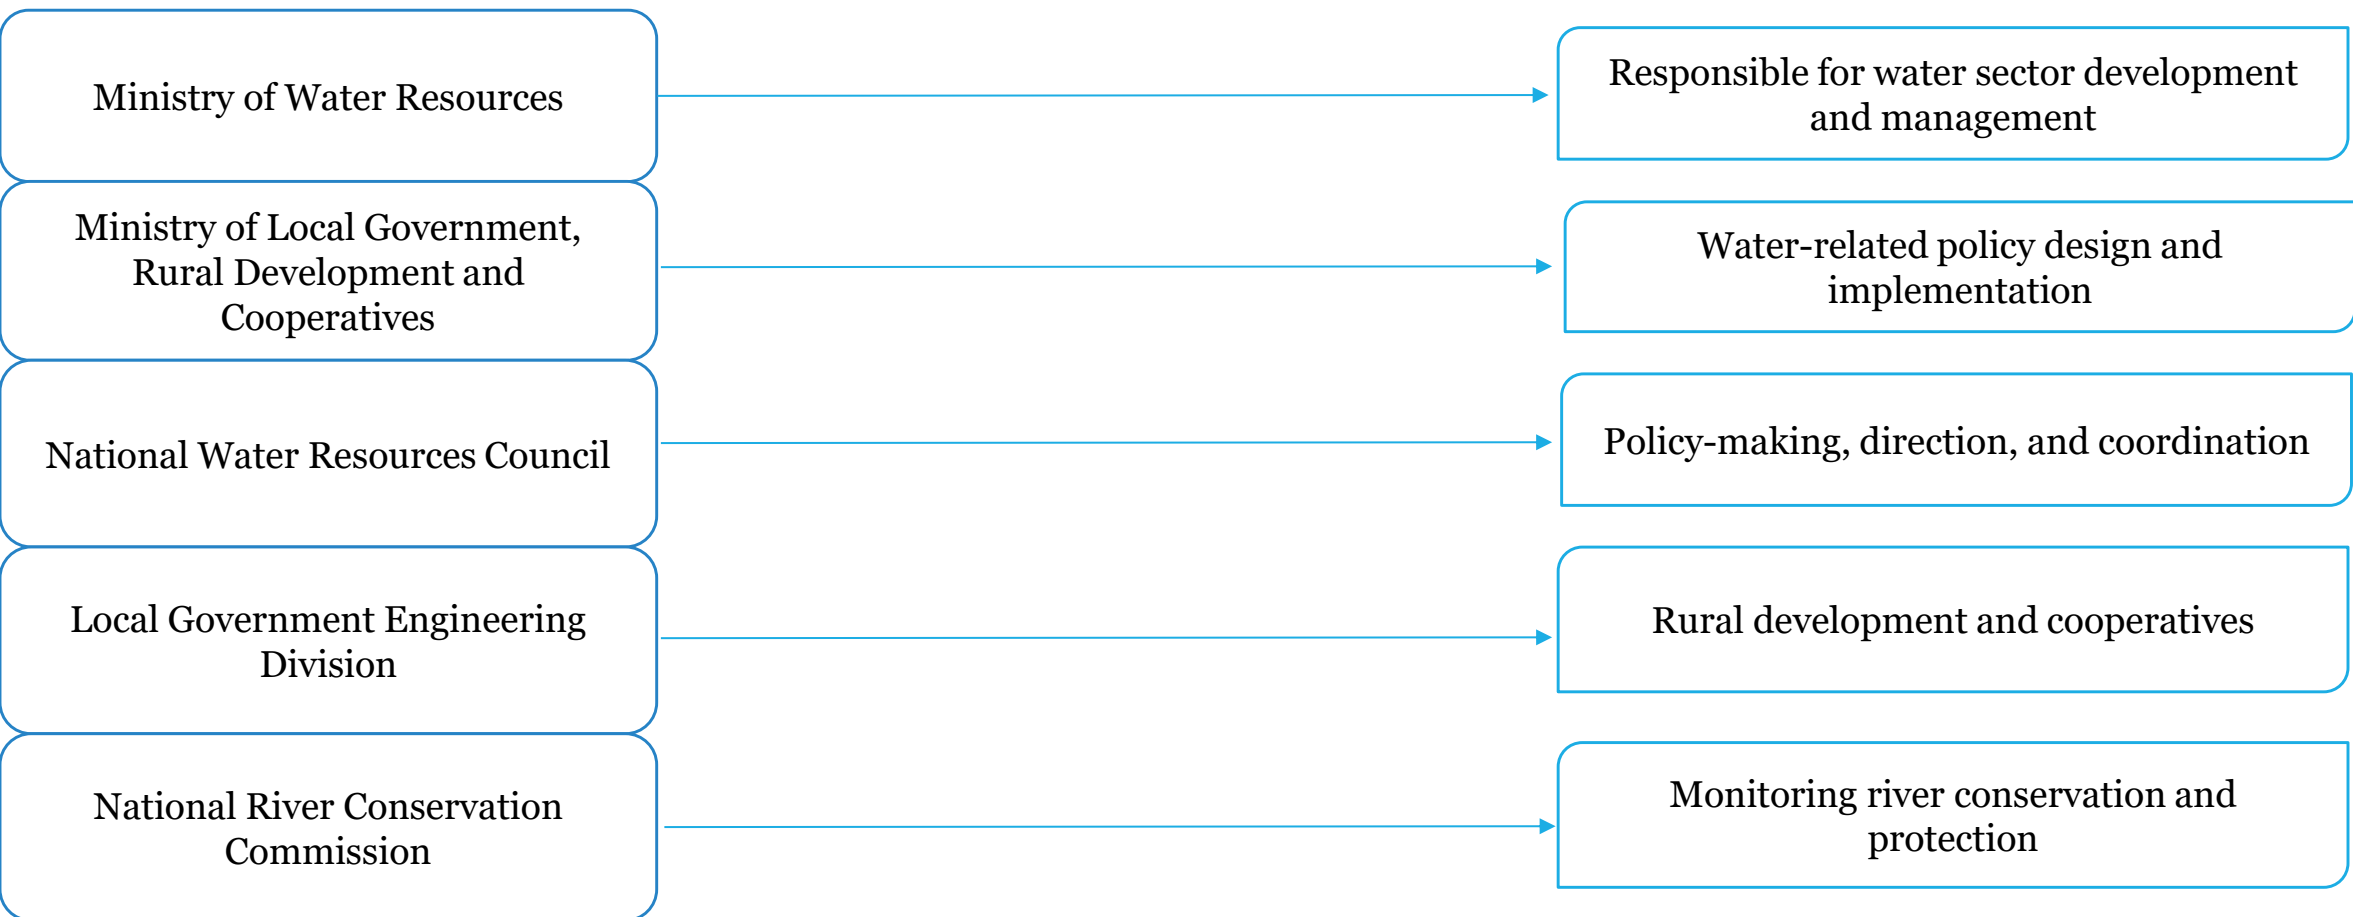 Ministry of Water Resources
Responsible for water sector development
and management
Ministry of Local Government,
Rural Development and
Cooperatives
Water-related policy design and
implementation
National Water Resources Council
Policy-making, direction, and coordination
Local Government Engineering
Division
Rural development and cooperatives
National River Conservation
Commission
Monitoring river conservation and
protection